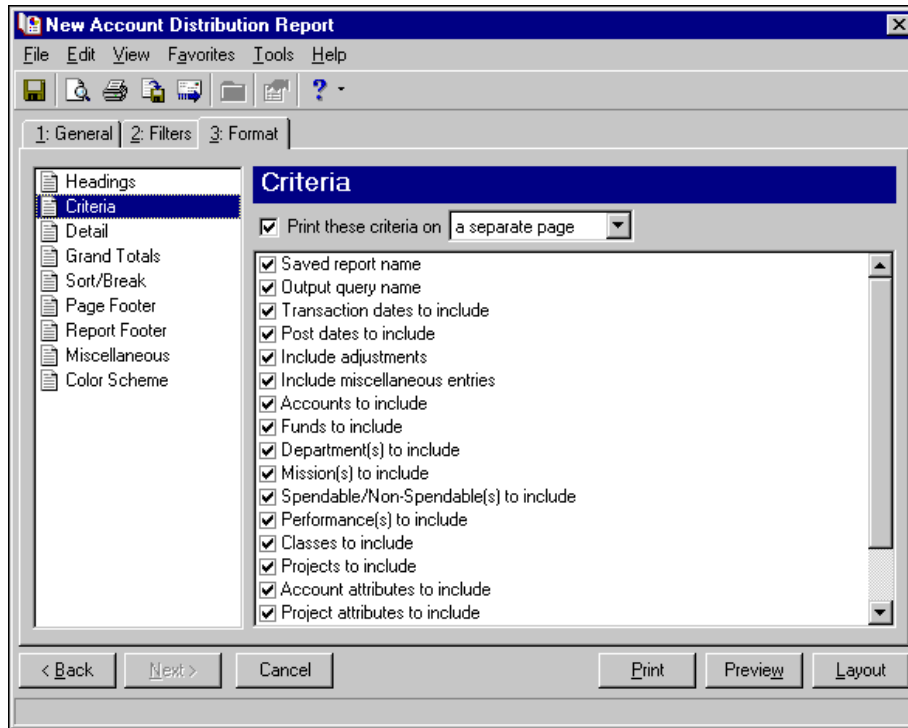 New Account Distribution Report
File Edit View Favorites Tools Help
?
1: General 2: Filters 3: Format
Headings
Criteria
Detail
Grand Totals
Sort/Break
Page Footer
Report Footer
Miscellaneous
Color Scheme
Criteria
Print these criteria on a separate page
Saved report name
Output query name
Transaction dates to include
Post dates to include
Include adjustments
Include miscellaneous entries
Accounts to include
Funds to include
Department(s) to include
Mission(s) to include
Spendable/Non-Spendable(s) to include
Performance(s) to include
Classes to include
Projects to include
Account attributes to include
Project attributes to include
< Back Next > Cancel Print Preview Layout